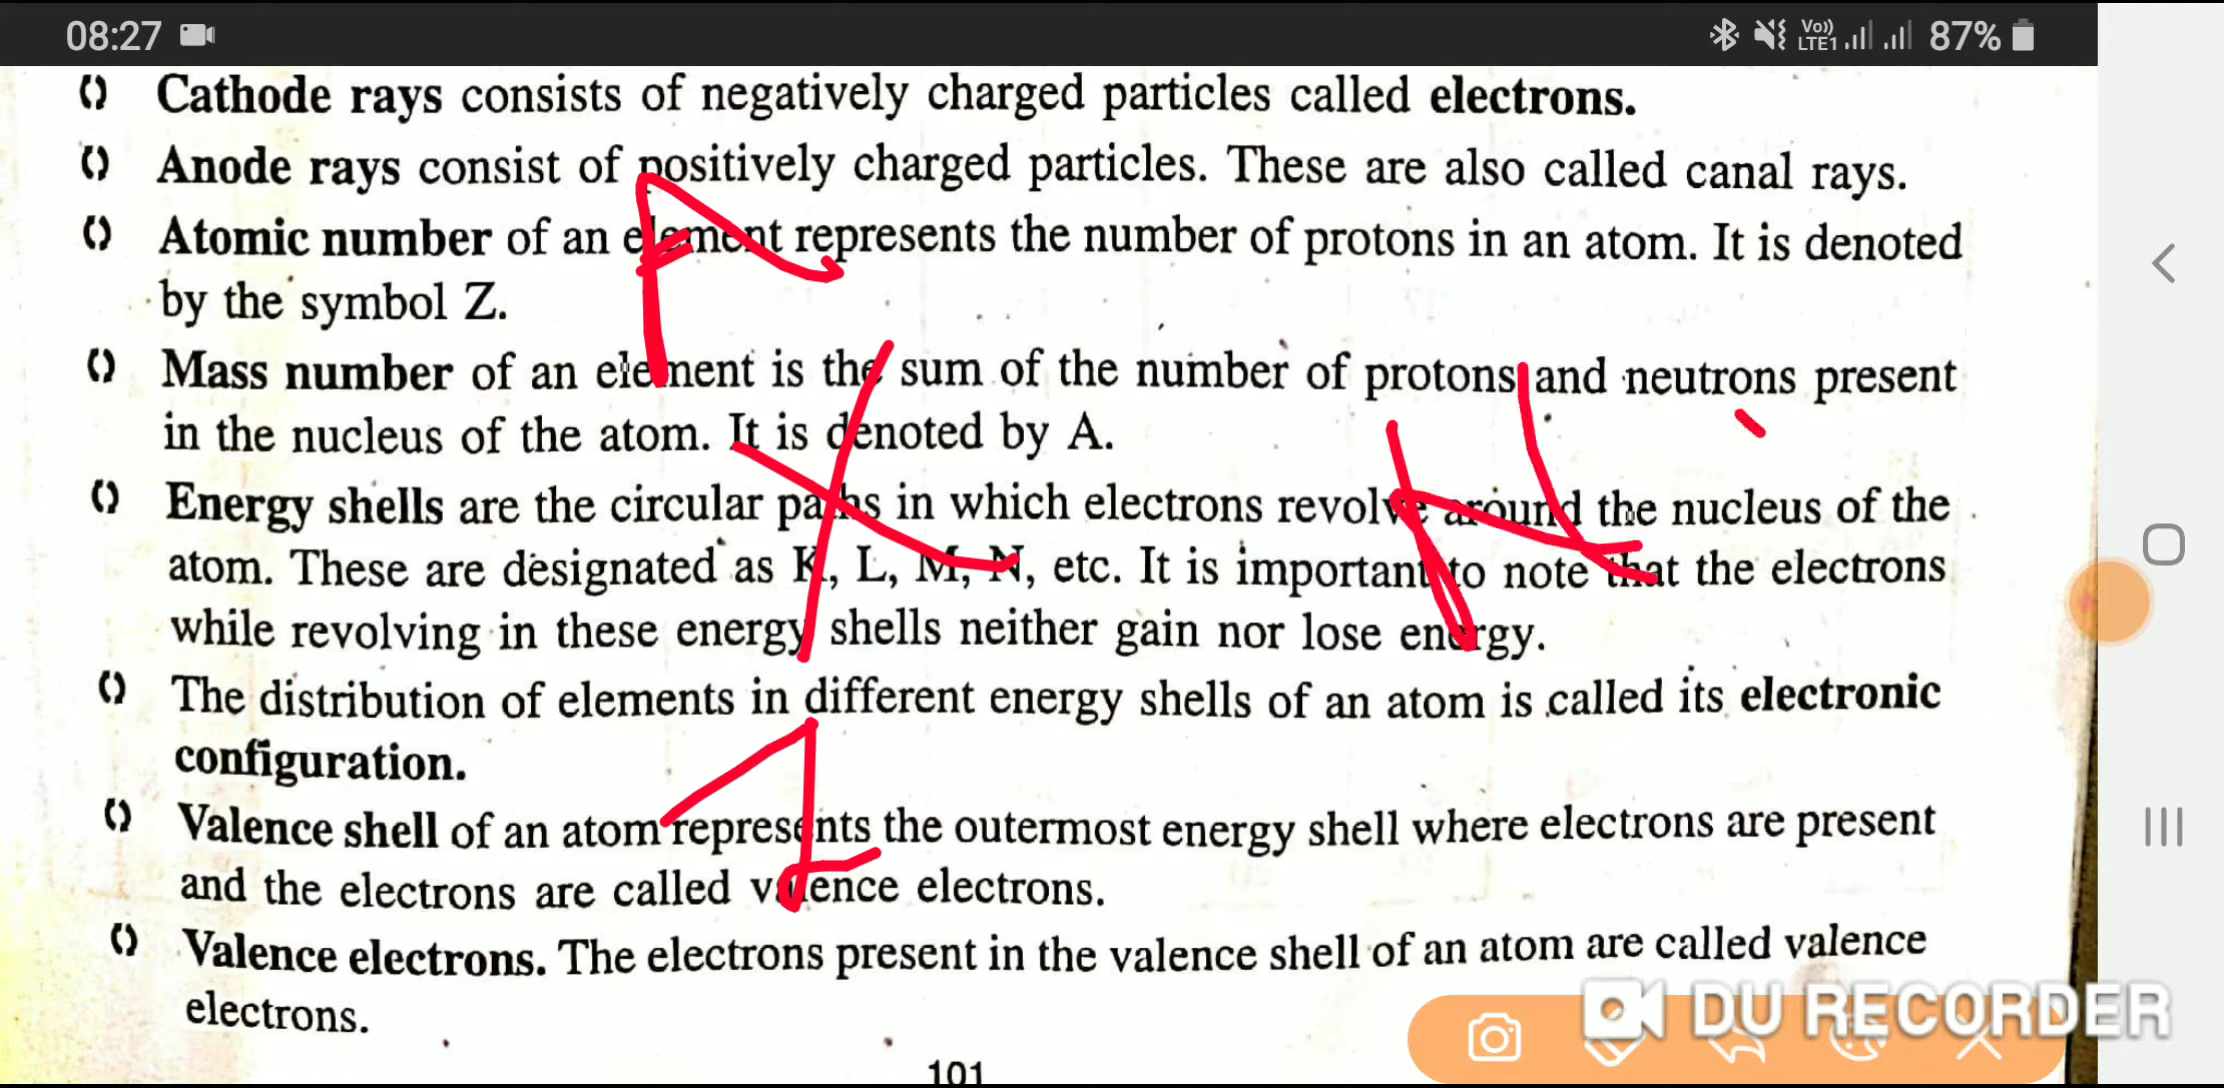 08:27 Vo)) LTE1 87%
Cathode rays consists of negatively charged particles called electrons.
Anode rays consist of positively charged particles. These are also called canal rays.
Atomic number of an element represents the number of protons in an atom. It is denoted
by the symbol Z.
Mass number of an element is the sum of the number of protons and neutrons present
in the nucleus of the atom. It is denoted by A.
Energy shells are the circular paths in which electrons revolve around the nucleus of the
atom. These are designated as K, L, M, N, etc. It is important to note that the electrons
while revolving in these energy shells neither gain nor lose energy.
The distribution of elements in different energy shells of an atom is called its electronic
configuration.
Valence shell of an atom represents the outermost energy shell where electrons are present
and the electrons are called valence electrons.
Valence electrons. The electrons present in the valence shell of an atom are called valence
electrons.
DU RECORDER
101